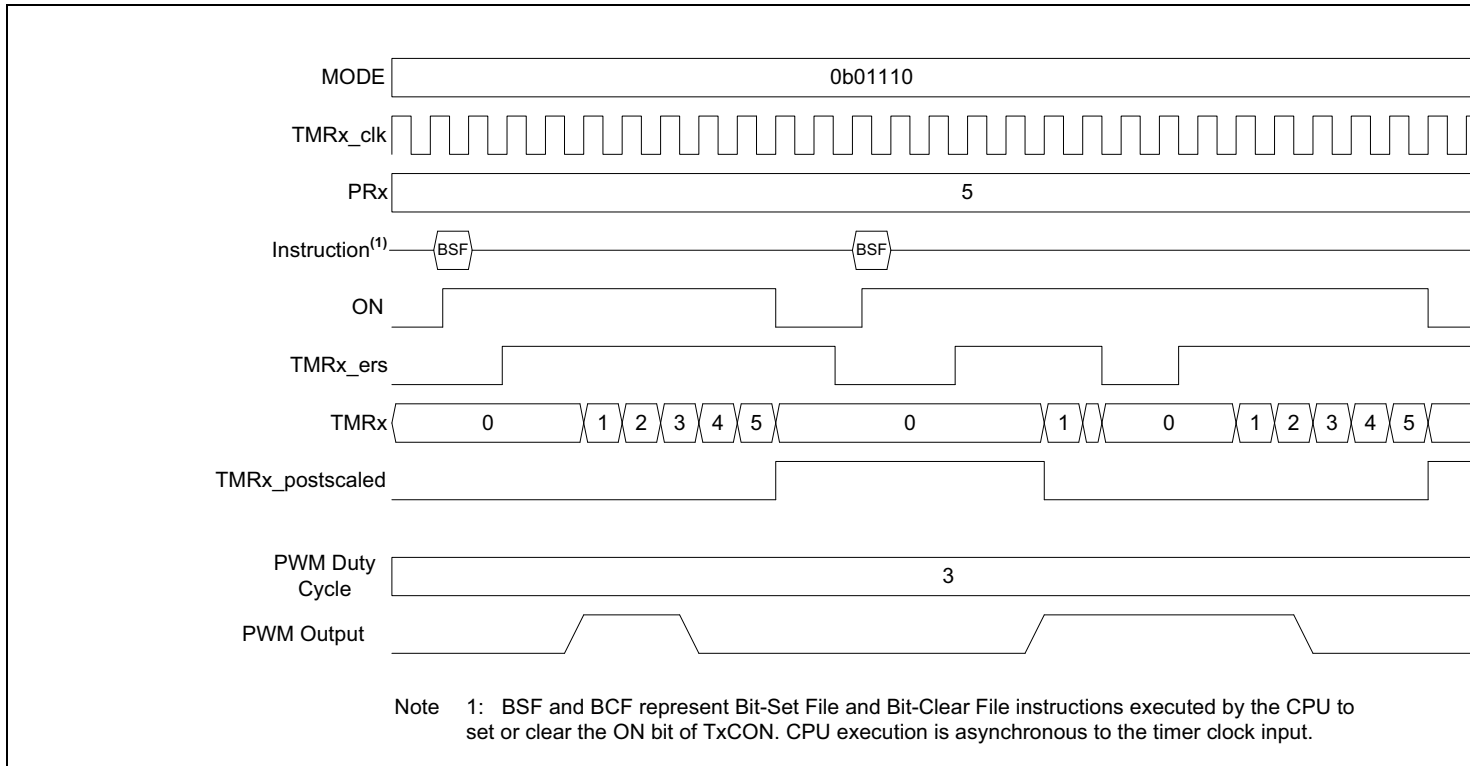 MODE 0b01110
TMRx_clk
PRx 5
Instruction(1) BSF BSF
ON
TMRx_ers
TMRx 0 1 2 3 4 5 0 1 0 1 2 3 4 5
TMRx_postscaled
PWM Duty
Cycle 3
PWM Output
Note 1: BSF and BCF represent Bit-Set File and Bit-Clear File instructions executed by the CPU to
set or clear the ON bit of TxCON. CPU execution is asynchronous to the timer clock input.